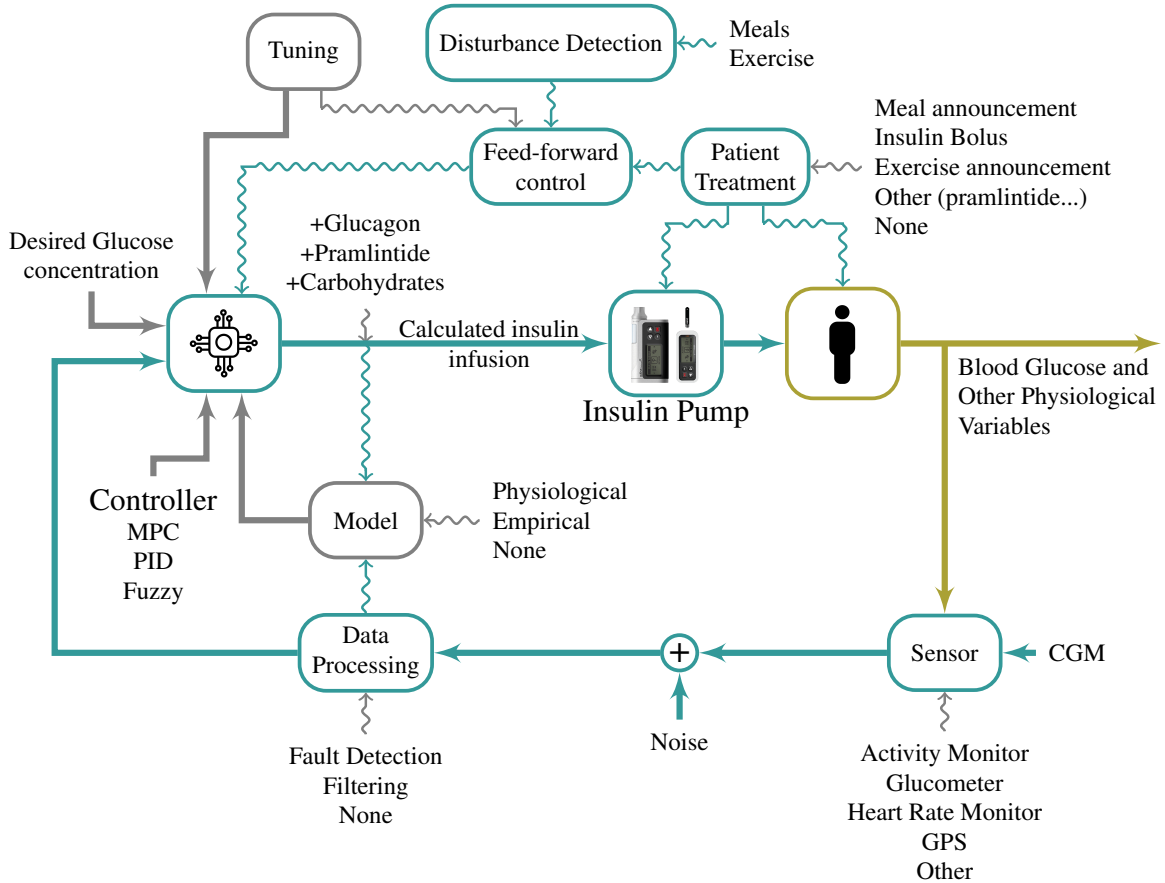 Tuning
Disturbance Detection
Meals
Exercise
Feed-forward
control
Patient
Treatment
Meal announcement
Insulin Bolus
Exercise announcement
Other (pramlintide...)
None
Desired Glucose
concentration
+Glucagon
+Pramlintide
+Carbohydrates
Calculated insulin
infusion
Insulin Pump
Blood Glucose and
Other Physiological
Variables
Controller
MPC
PID
Fuzzy
Model
Physiological
Empirical
None
Data
Processing
+
Sensor
CGM
Noise
Fault Detection
Filtering
None
Activity Monitor
Glucometer
Heart Rate Monitor
GPS
Other